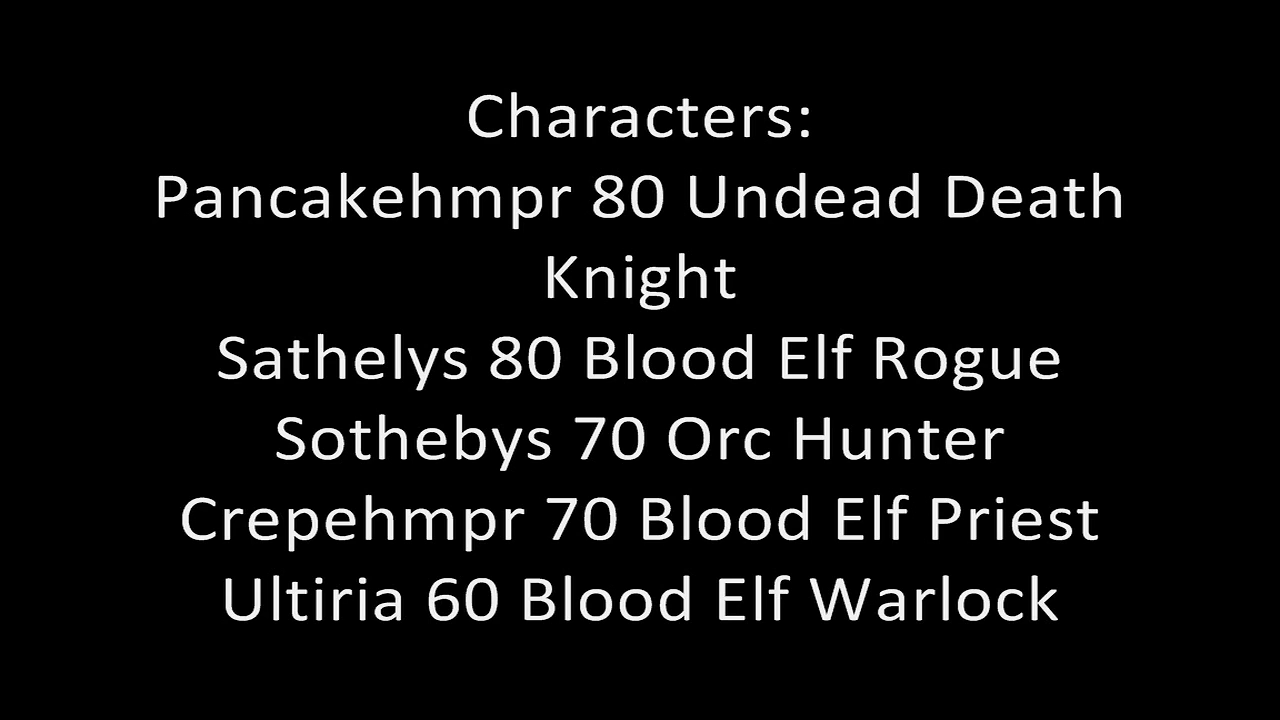 Characters:
Pancakehmpr 80 Undead Death
Knight
Sathelys 80 Blood Elf Rogue
Sothebys 70 Orc Hunter
Crepehmpr 70 Blood Elf Priest
Ultiria 60 Blood Elf Warlock